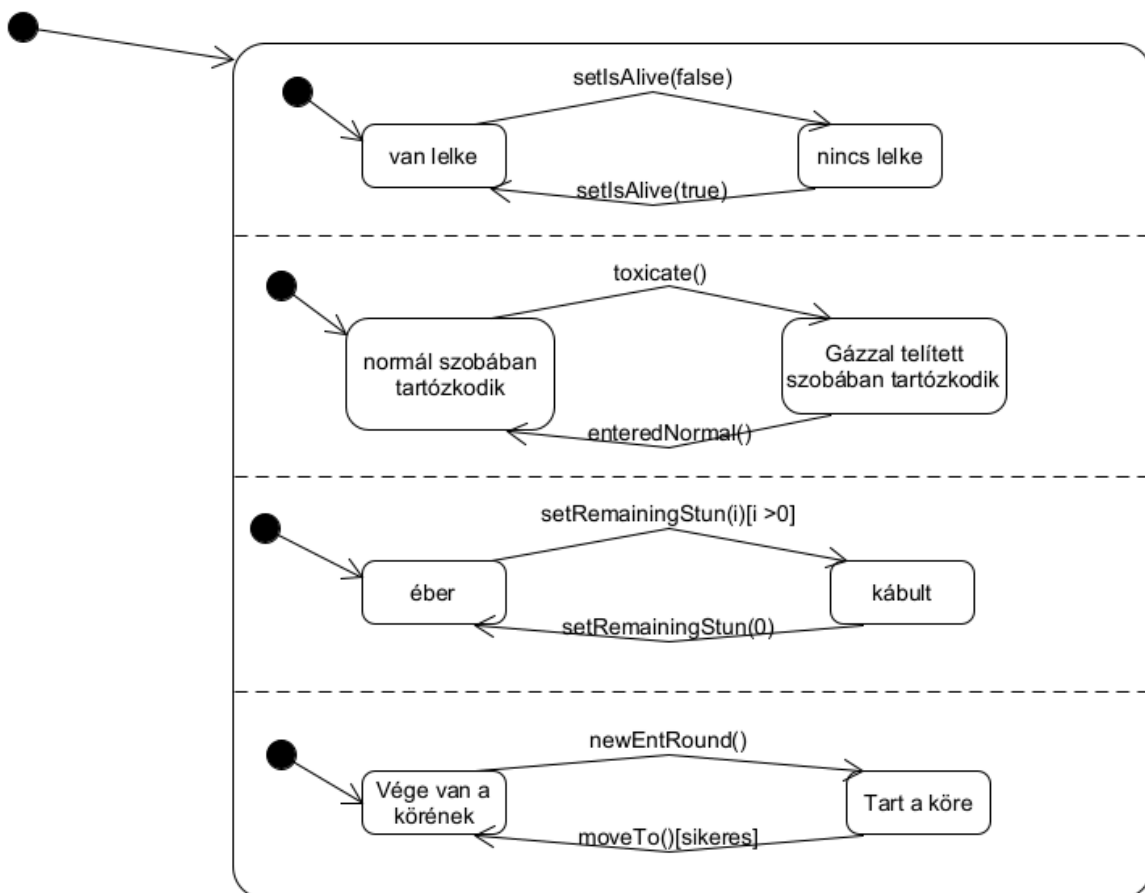 setIsAlive(false)
van lelke
nincs lelke
setIsAlive(true)
toxicate()
normál szobában
tartózkodik
Gázzal telített
szobában tartózkodik
enteredNormal()
setRemainingStun(i)[i >0]
éber
kábult
setRemainingStun(0)
newEntRound()
Vége van a
körének
Tart a köre
moveTo()[sikeres]